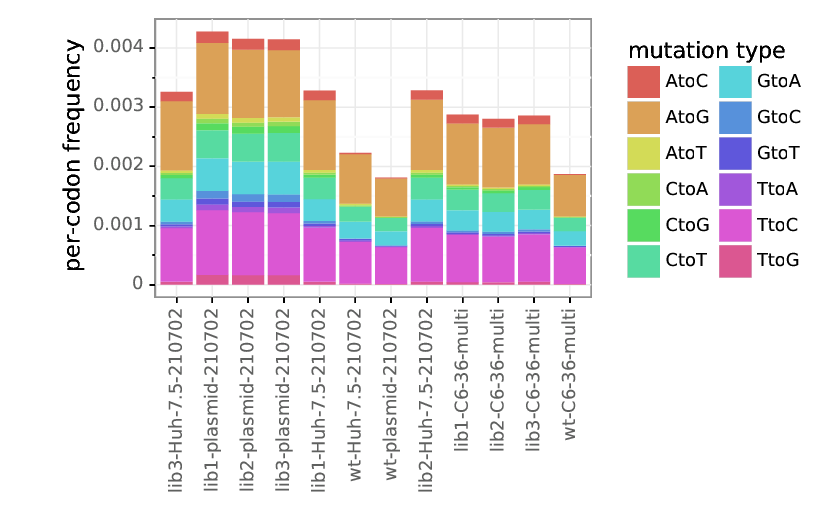 per-codon frequency
0.004
0.003
0.002
0.001
0
lib3-Huh-7.5-210702
lib1-plasmid-210702
lib2-plasmid-210702
lib3-plasmid-210702
lib1-Huh-7.5-210702
wt-Huh-7.5-210702
wt-plasmid-210702
lib2-Huh-7.5-210702
lib1-C6-36-multi
lib2-C6-36-multi
lib3-C6-36-multi
wt-C6-36-multi
mutation type
AtoC
AtoG
AtoT
CtoA
CtoG
CtoT
GtoA
GtoC
GtoT
TtoA
TtoC
TtoG